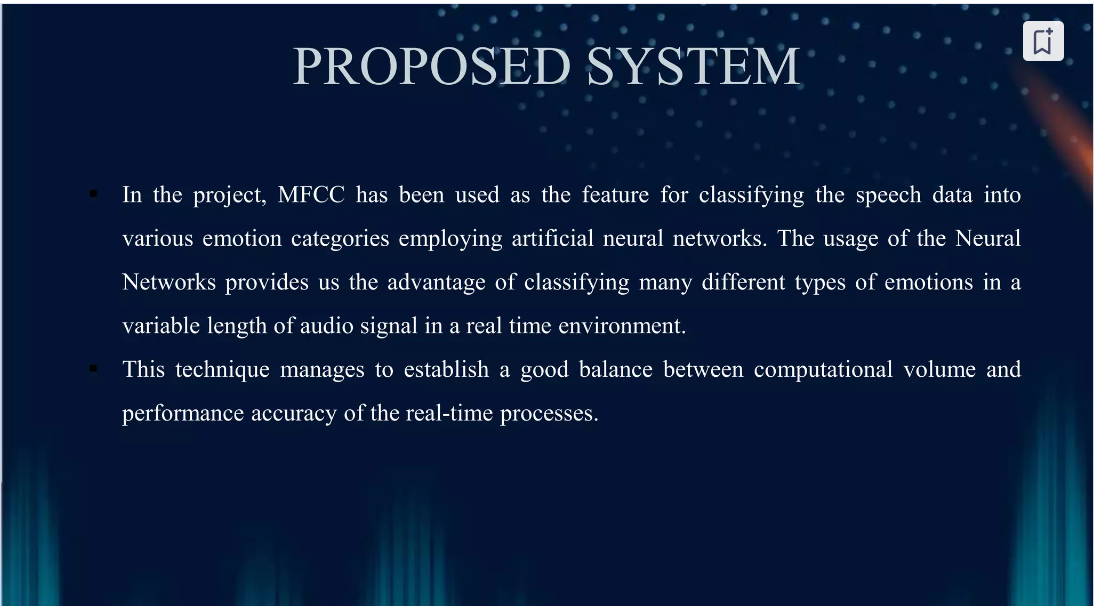 PROPOSED SYSTEM
In the project, MFCC has been used as the feature for classifying the speech data into
various emotion categories employing artificial neural networks. The usage of the Neural
Networks provides us the advantage of classifying many different types of emotions in a
variable length of audio signal in a real time environment.
This technique manages to establish a good balance between computational volume and
performance accuracy of the real-time processes.